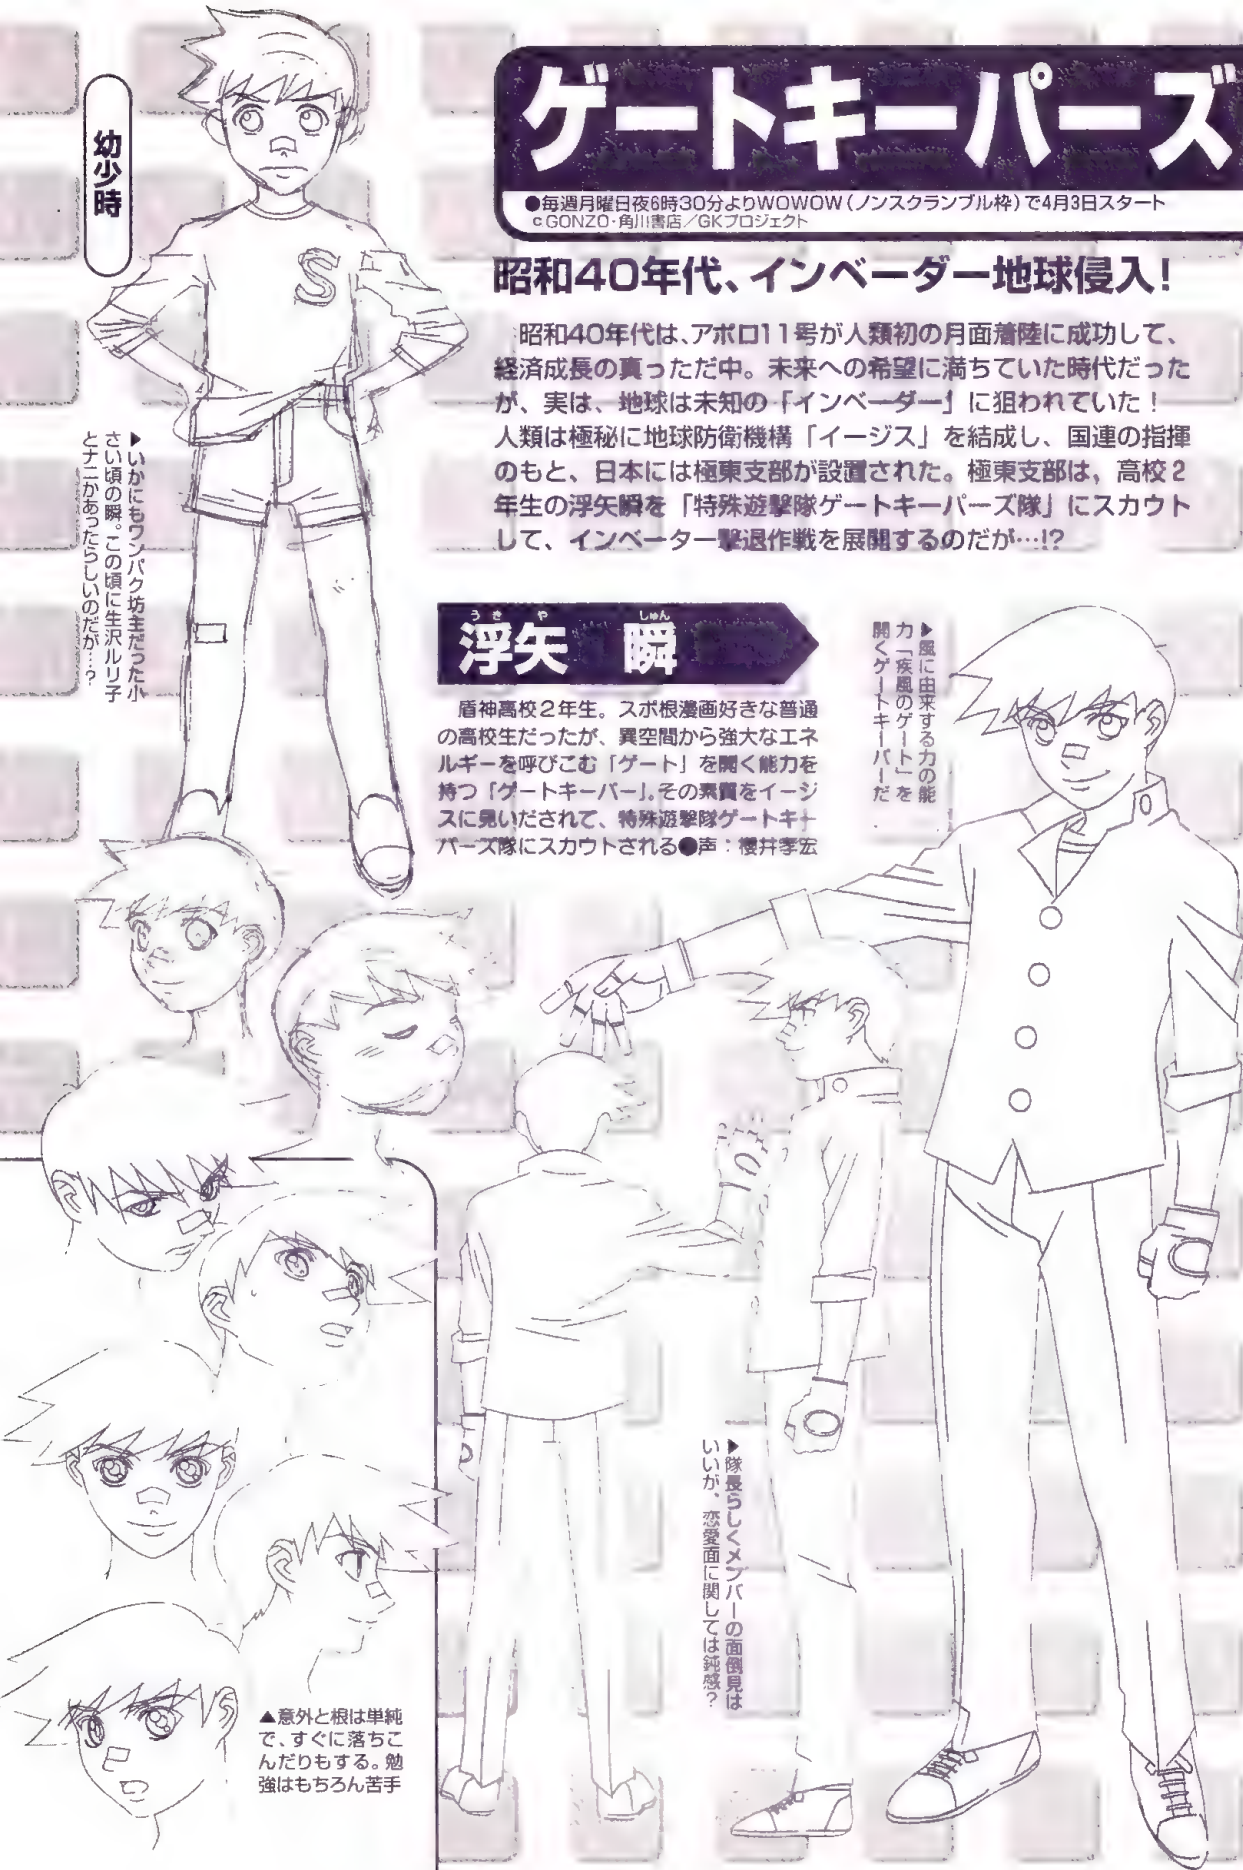 ゲートキーパーズ
●毎週月曜日夜6時30分よりWOWOW(ノンスクランブル枠)で4月3日スタート
©GONZO・角川書店/GKプロジェクト
昭和40年代、インベーダー地球侵入!
昭和40年代は、アポロ11号が人類初の月面着陸に成功して、
経済成長の真っただ中。未来への希望に満ちていた時代だった
が、実は、地球は未知の「インベーダー」に狙われていた!
人類は極秘に地球防衛機構「イージス」を結成し、国連の指揮
のもと、日本には極東支部が設置された。極東支部は、高校2
年生の浮矢瞬を「特殊遊撃隊ゲートキーパーズ隊」にスカウト
して、インベーター撃退作戦を展開するのだが…!?
幼少時
▶いかにもワンパク坊主だった小
さい頃の瞬。この頃に生沢ルリ子
とナニかあったらしいのだが…?
うきや しゅん
浮矢 瞬
盾神高校2年生。スポ根漫画好きな普通
の高校生だったが、異空間から強大なエネ
ルギーを呼びこむ「ゲート」を開く能力を
持つ「ゲートキーパー」。その素質をイージ
スに見いだされて、特殊遊撃隊ゲートキー
パーズ隊にスカウトされる●声:櫻井孝宏
▶風に由来する力の能
力「疾風のゲート」を
開くゲートキーパーだ
S
▶隊長らしくメンバーの面倒見は
いいが、恋愛面に関しては鈍感?
▲意外と根は単純
で、すぐに落ちこ
んだりもする。勉
強はもちろん苦手